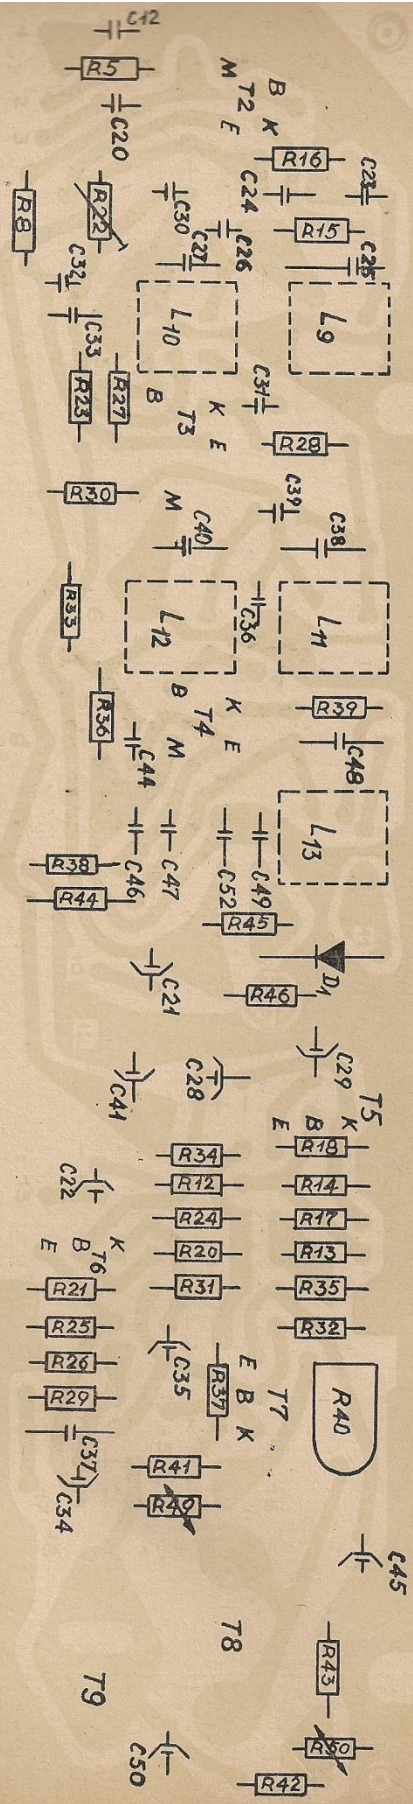 C12
R5
C20
B
M T2 K
E
R16
C24
C23
R8
R22
C30
C26
R15
C27
C25
C32
C33
L10
L9
R23
R27
B
T3
K
E
C31
R28
R30
M
C40
C39
C38
R33
L12
C36
L11
R36
B
T4
K
M
E
C44
R39
C48
L13
C46
C47
C52
C49
R38
R44
R45
D1
C21
R46
C29
C41
C28
T5
E B K
C22
R34
R18
R12
R14
R24
R17
K
T6
B
E
R20
R13
R21
R31
R35
R25
R32
R26
C35
R37
E
B
K
T7
R40
R29
C37
C34
R41
R49
C45
T8
R43
T9
C50
R50
R42